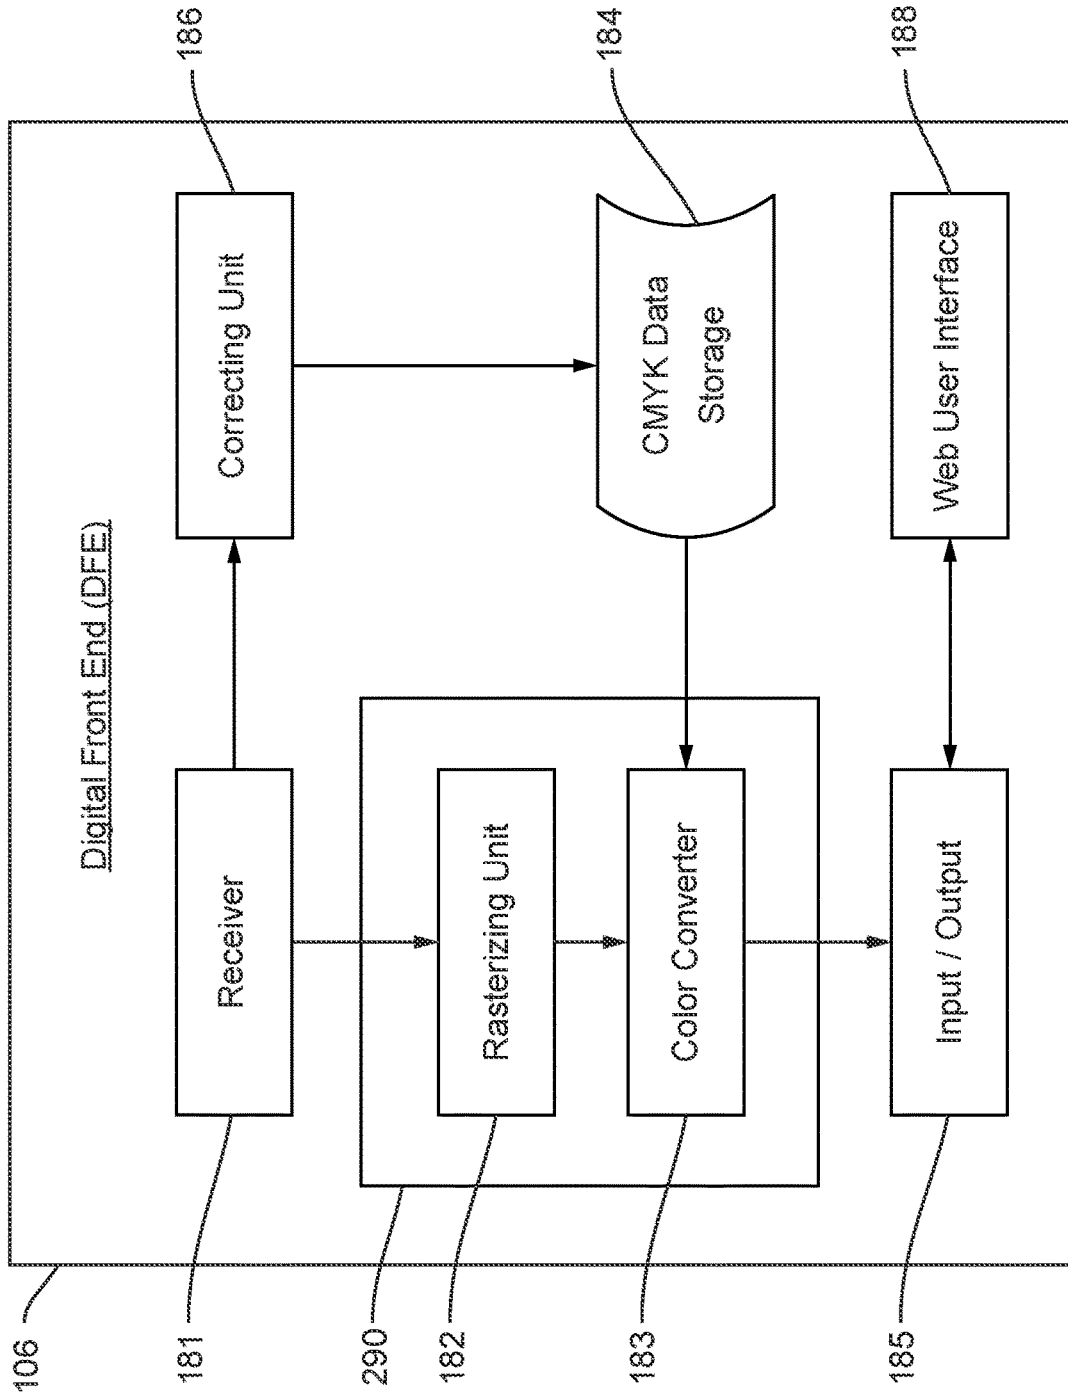 Digital Front End (DFE)
106
181
Receiver
Correcting Unit
186
290
182
Rasterizing Unit
183
Color Converter
CMYK Data
Storage
184
185
Input / Output
Web User Interface
188